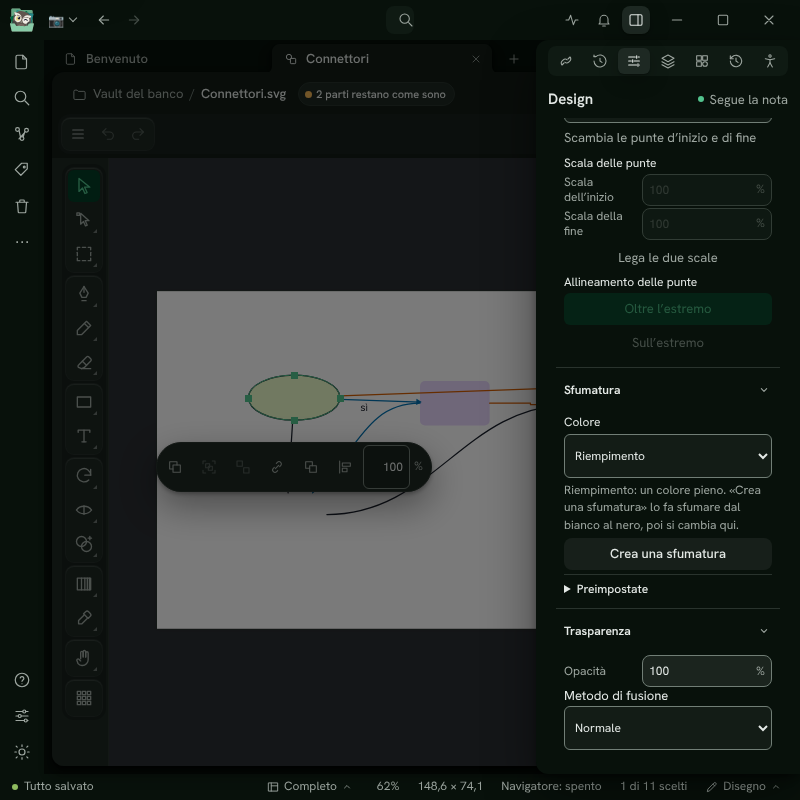 Benvenuto
Connettori
Vault del banco / Connettori.svg
2 parti restano come sono
sì
100 %
Design
Segue la nota
Scambia le punte d'inizio e di fine
Scala delle punte
Scala dell'inizio
100 %
Scala della fine
100 %
Lega le due scale
Allineamento delle punte
Oltre l'estremo
Sull'estremo
Sfumatura
Colore
Riempimento
Riempimento: un colore pieno. «Crea
una sfumatura» lo fa sfumare dal
bianco al nero, poi si cambia qui.
Crea una sfumatura
Preimpostate
Trasparenza
Opacità
100 %
Metodo di fusione
Normale
Tutto salvato
Completo
62%
148,6 × 74,1
Navigatore: spento
1 di 11 scelti
Disegno